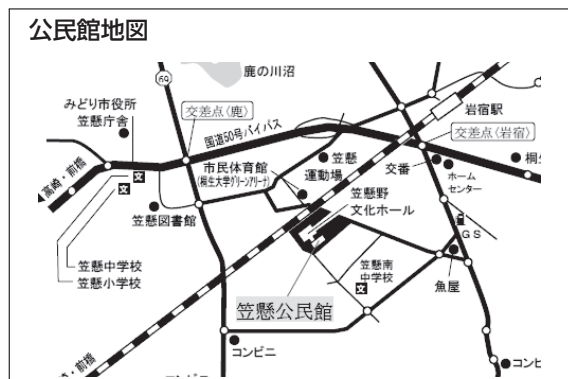 公民館地図
鹿の川沼
69
みどり市役所
笠懸庁舎
交差点(鹿)
国道50号バイパス
岩宿駅
交差点(岩宿)
高崎・前橋
市民体育館
(桐生大学グリーンアリーナ)
笠懸
運動場
交番
ホーム
センター
桐生
笠懸図書館
笠懸野
文化ホール
GS
笠懸中学校
笠懸小学校
笠懸南
中学校
魚屋
笠懸公民館
コンビニ
・前橋
文
文
文